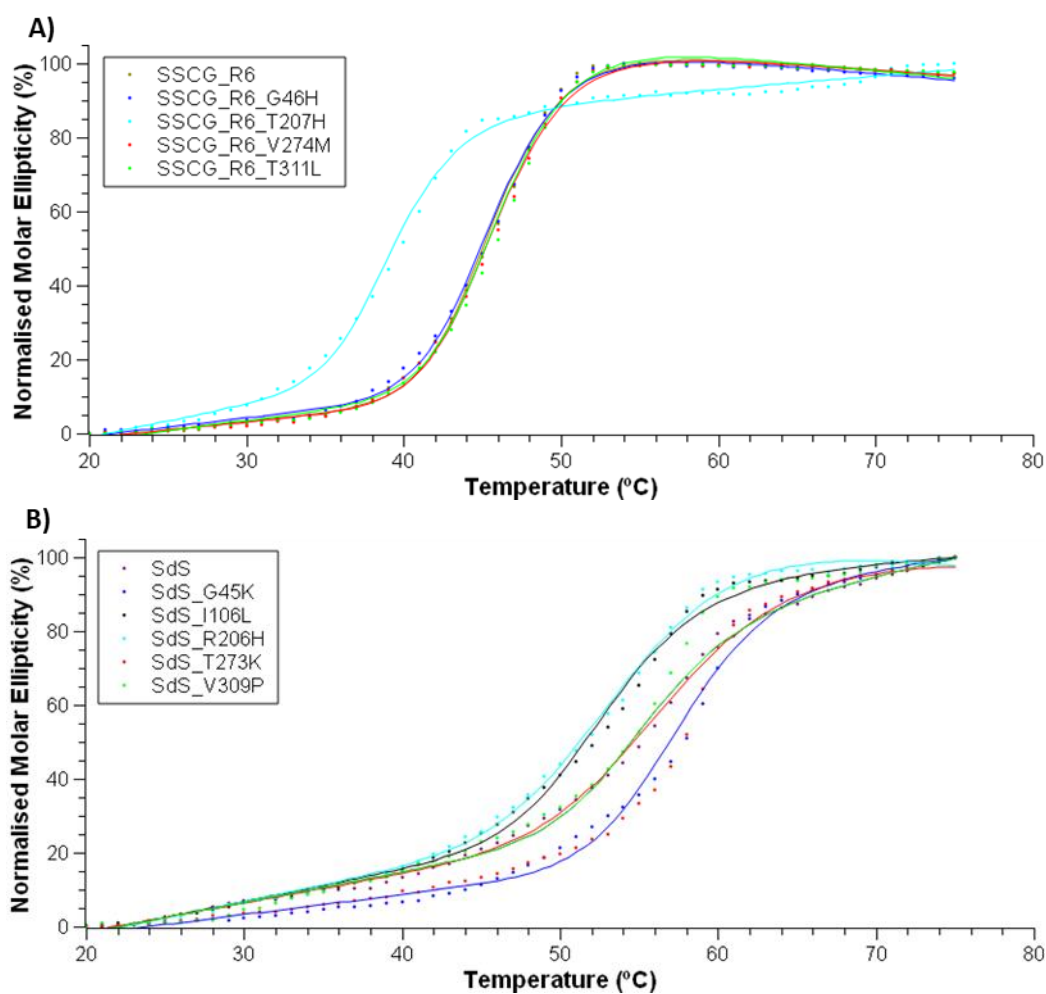 A)
Normalised Molar Ellipticity (%)
100
80
60
40
20
0
SSCG_R6
SSCG_R6_G46H
SSCG_R6_T207H
SSCG_R6_V274M
SSCG_R6_T311L
20
30
40
50
60
70
80
Temperature (ºC)
B)
Normalised Molar Ellipticity (%)
100
80
60
40
20
0
SdS
SdS_G45K
SdS_I106L
SdS_R206H
SdS_T273K
SdS_V309P
20
30
40
50
60
70
80
Temperature (ºC)